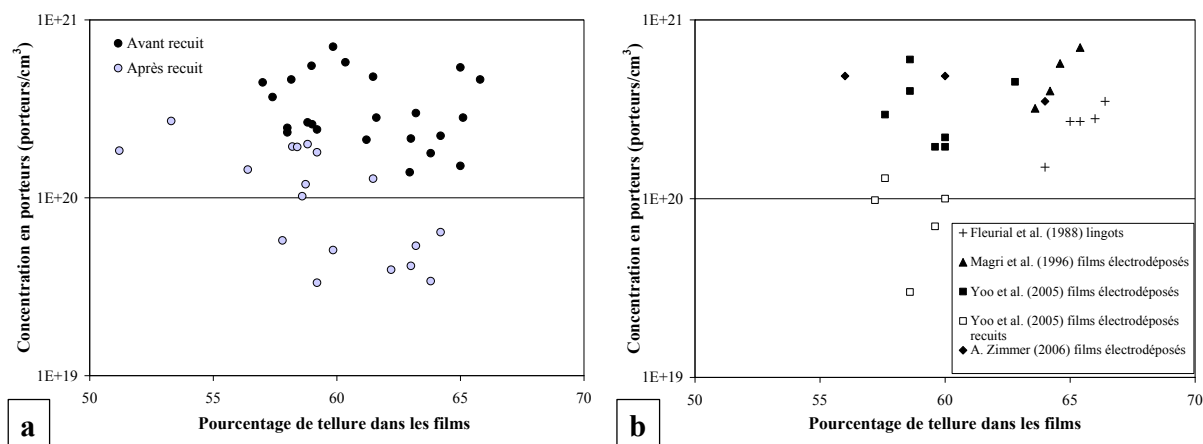 1E+21
1E+20
1E+19
Concentration en porteurs (porteurs/cm³)
Avant recuit
Après recuit
50
55
60
65
70
Pourcentage de tellure dans les films
a
1E+21
1E+20
1E+19
Concentration en porteurs (porteurs/cm³)
Fleurial et al. (1988) lingots
Magri et al. (1996) films électrodéposés
Yoo et al. (2005) films électrodéposés
Yoo et al. (2005) films électrodéposés
recuits
A. Zimmer (2006) films électrodéposés
50
55
60
65
70
Pourcentage de tellure dans les films
b